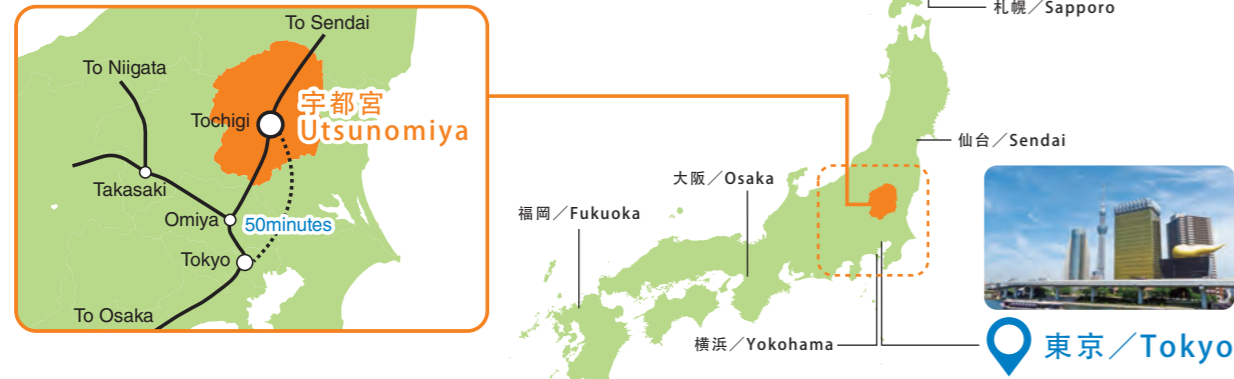 To Sendai
To Niigata
Tochigi
宇都宮
Utsunomiya
Takasaki
Omiya
50minutes
Tokyo
To Osaka
札幌／Sapporo
仙台／Sendai
大阪／Osaka
福岡／Fukuoka
横浜／Yokohama
東京／Tokyo